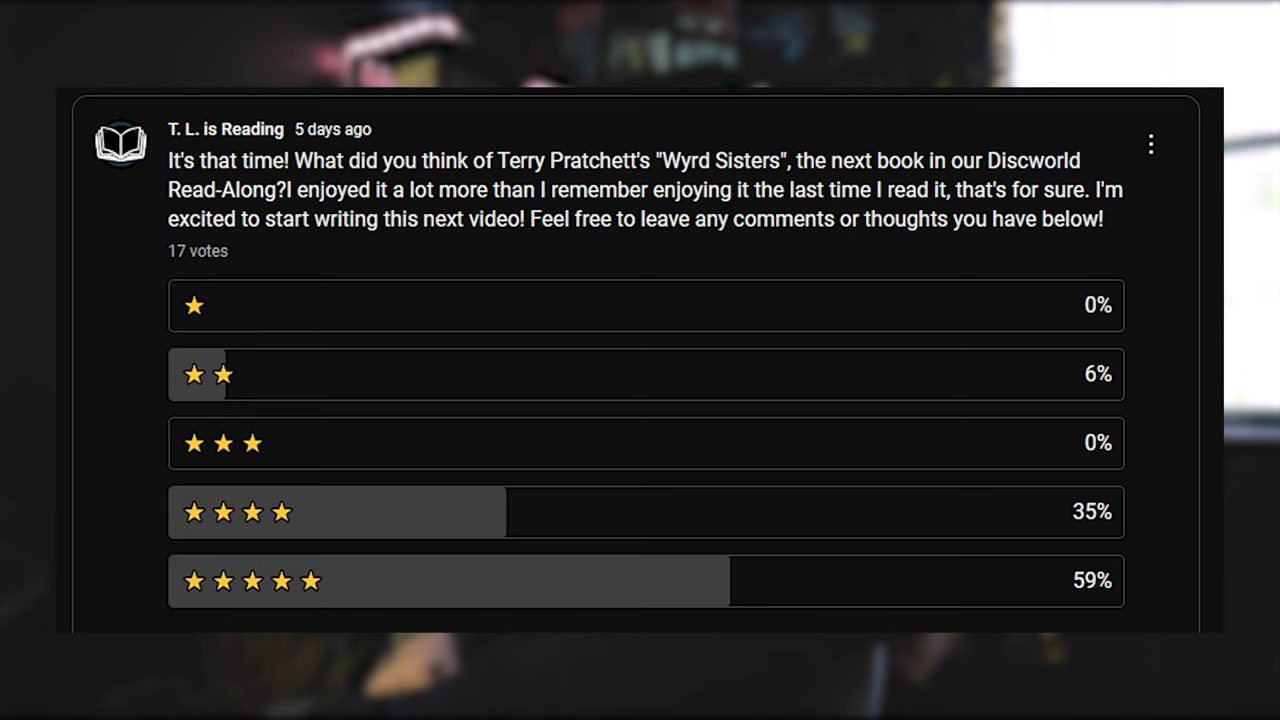 T. L. is Reading 5 days ago
It's that time! What did you think of Terry Pratchett's "Wyrd Sisters", the next book in our Discworld
Read-Along?I enjoyed it a lot more than I remember enjoying it the last time I read it, that's for sure. I'm
excited to start writing this next video! Feel free to leave any comments or thoughts you have below!
17 votes
0%
6%
0%
35%
59%